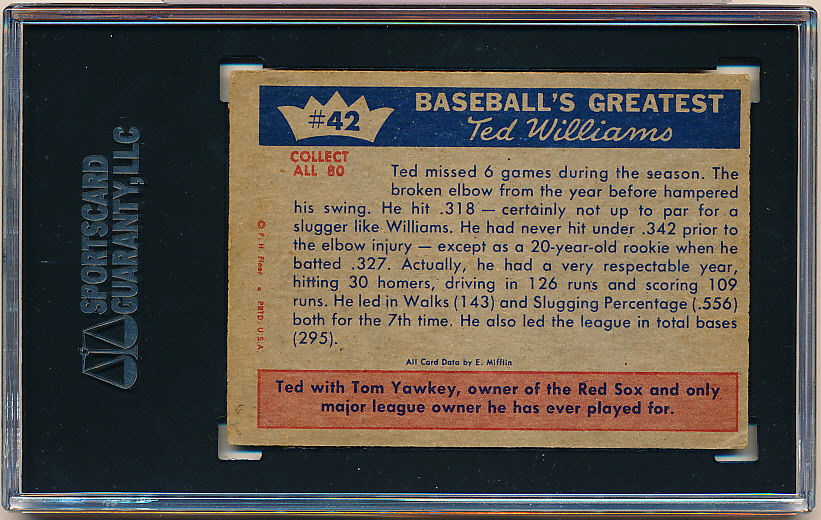 SPORTSCARD
GUARANTY, LLC
#42
BASEBALL'S GREATEST
Ted Williams
COLLECT
ALL 80
Ted missed 6 games during the season. The
broken elbow from the year before hampered
his swing. He hit .318 — certainly not up to par for a
slugger like Williams. He had never hit under .342 prior to
the elbow injury — except as a 20-year-old rookie when he
batted .327. Actually, he had a very respectable year,
hitting 30 homers, driving in 126 runs and scoring 109
runs. He led in Walks (143) and Slugging Percentage (.556)
both for the 7th time. He also led the league in total bases
(295).
© F. H. Fleer • PRTD U.S.A.
All Card Data by E. Mifflin
Ted with Tom Yawkey, owner of the Red Sox and only
major league owner he has ever played for.